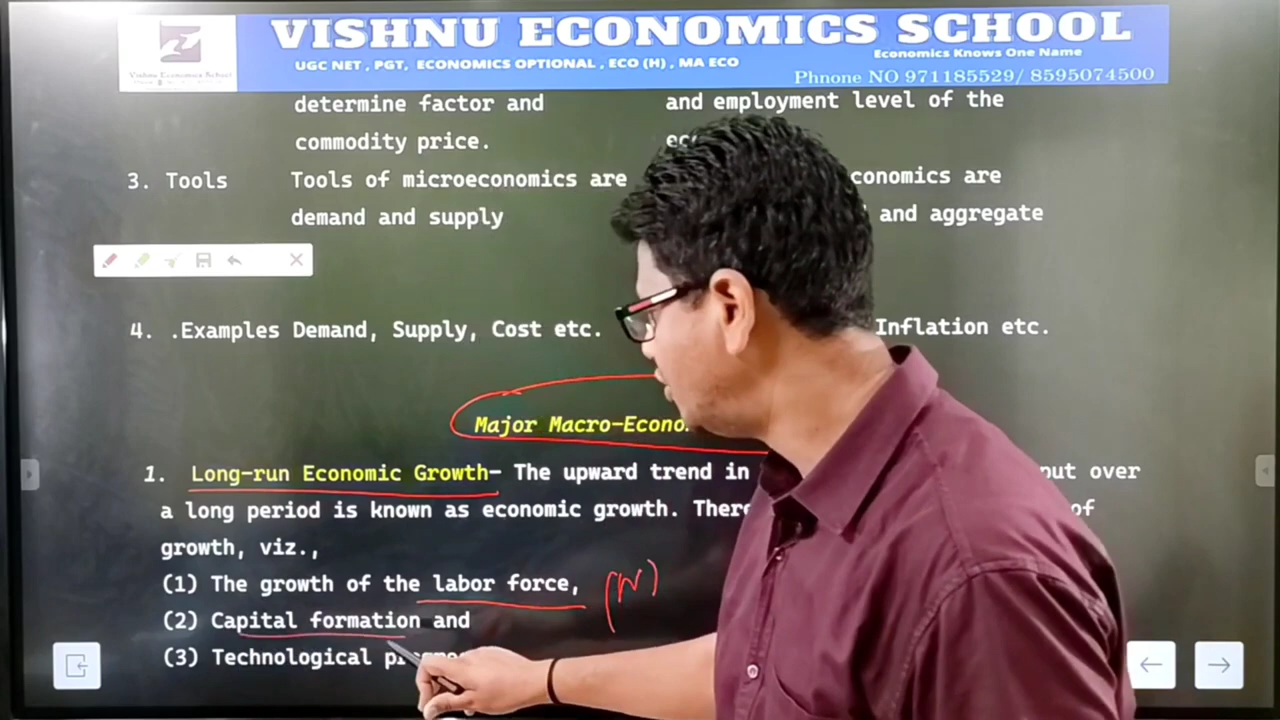 VISHNU ECONOMICS SCHOOL
Economics Knows One Name
UGC NET , PGT, ECONOMICS OPTIONAL , ECO (H) , MA ECO
Phnone NO 971185529/ 8595074500
Vishnu Economics School
determine factor and and employment level of the
commodity price.
3. Tools Tools of microeconomics are conomics are
demand and supply and aggregate
4. .Examples Demand, Supply, Cost etc. Inflation etc.
Major Macro-Econo
1. Long-run Economic Growth- The upward trend in put over
a long period is known as economic growth. There of
growth, viz.,
(1) The growth of the labor force, (N)
(2) Capital formation and
(3) Technological